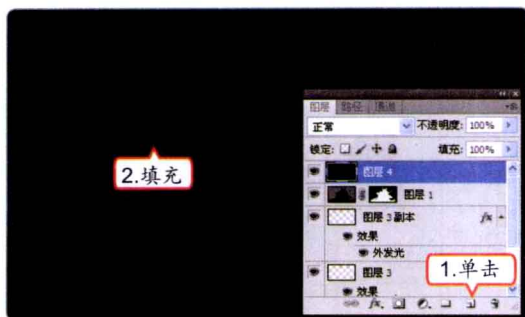 图层 路径 通道
正常 不透明度: 100%
锁定: 填充: 100%
图层 4
2.填充
图层 1
图层 3 副本 fx
效果
外发光
1.单击
图层 3
效果
fx.